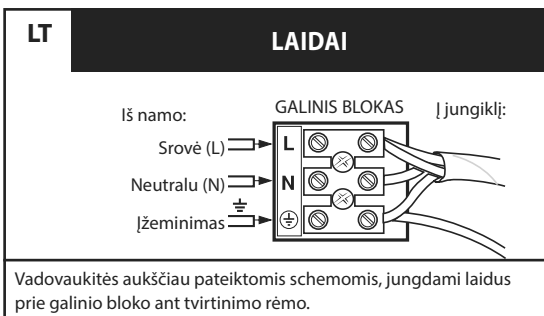 LT
LAIDAI
Iš namo:
GALINIS BLOKAS
Į jungiklį:
Srovė (L)
L
Neutralu (N)
N
Įžeminimas
Vadovaukitės aukščiau pateiktomis schemomis, jungdami laidus
prie galinio bloko ant tvirtinimo rėmo.